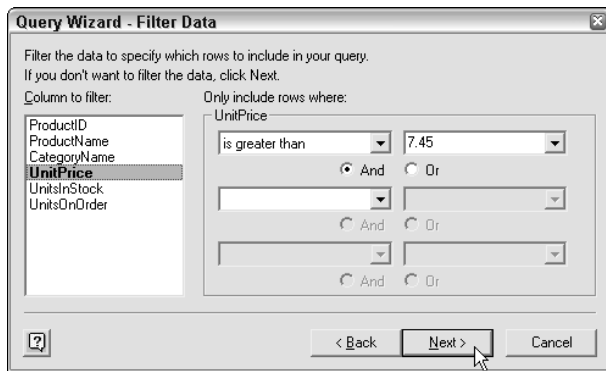 Query Wizard - Filter Data
Filter the data to specify which rows to include in your query.
If you don't want to filter the data, click Next.
Column to filter:
Only include rows where:
ProductID
ProductName
CategoryName
UnitPrice
UnitsInStock
UnitsOnOrder
UnitPrice
is greater than
7.45
And
Or
And
Or
And
Or
?
< Back
Next >
Cancel